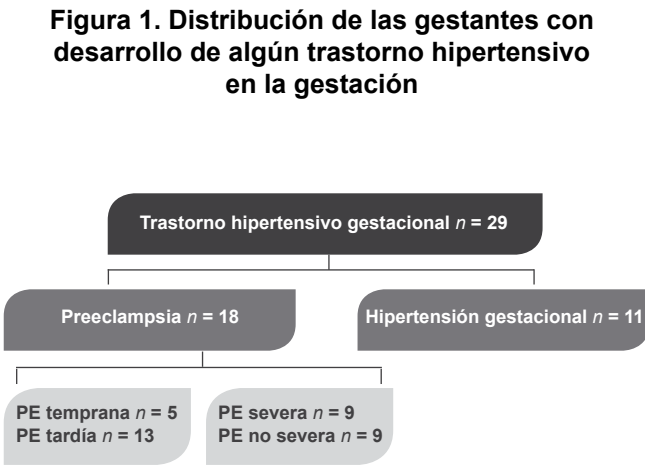 Figura 1. Distribución de las gestantes con
desarrollo de algún trastorno hipertensivo
en la gestación
Trastorno hipertensivo gestacional n = 29
Preeclampsia n = 18
Hipertensión gestacional n = 11
PE temprana n = 5
PE tardía n = 13
PE severa n = 9
PE no severa n = 9